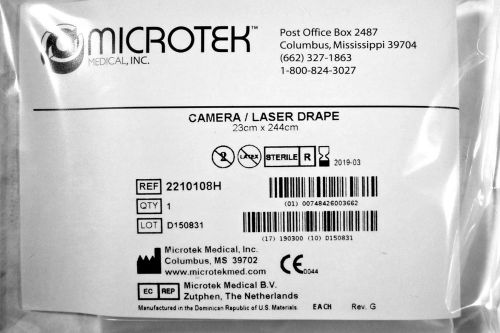 MICROTEK™
MEDICAL, INC.
Post Office Box 2487
Columbus, Mississippi 39704
(662) 327-1863
1-800-824-3027
CAMERA / LASER DRAPE
23cm x 244cm
2 LATEX STERILE R 2019-03
REF 2210108H
(01) 00748426003662
QTY 1
LOT D150831
(17) 190300 (10) D150831
Microtek Medical, Inc.
Columbus, MS 39702
www.microtekmed.com
CE 0044
EC REP Microtek Medical B.V.
Zutphen, The Netherlands
Manufactured in the Dominican Republic of U.S. Materials. EACH Rev. G